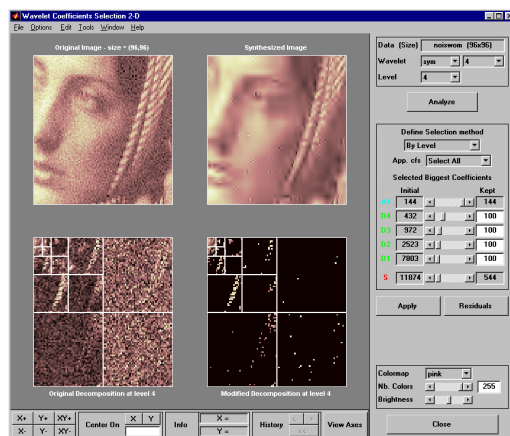 Wavelet Coefficients Selection 2-D
File Options Edit Tools Window Help
Original Image - size = (96,96)
Synthesized Image
Original Decomposition at level 4
Modified Decomposition at level 4
Data (Size) noiswom (96x96)
Wavelet sym 4
Level 4
Analyze
Define Selection method
By Level
App. cfs Select All
Selected Biggest Coefficients
Initial Kept
A4 144 144
D4 432 100
D3 972 100
D2 2523 100
D1 7803 100
S 11874 544
Apply Residuals
Colormap pink
Nb. Colors 255
Brightness
Close
X+ Y+ XY+
X- Y- XY-
Center On X Y
Info X = Y =
History
<<-
View Axes